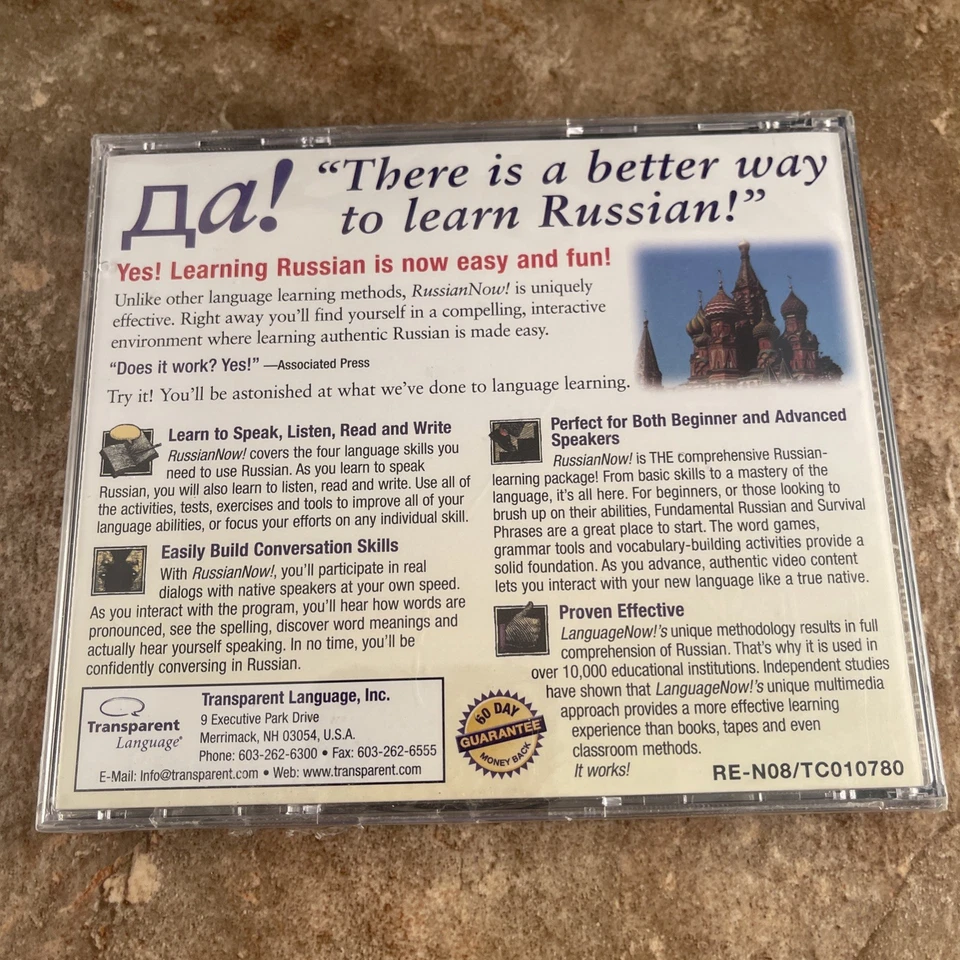 Да! “There is a better way
to learn Russian!”
Yes! Learning Russian is now easy and fun!
Unlike other language learning methods, RussianNow! is uniquely
effective. Right away you’ll find yourself in a compelling, interactive
environment where learning authentic Russian is made easy.
“Does it work? Yes!” —Associated Press
Try it! You’ll be astonished at what we’ve done to language learning.
Learn to Speak, Listen, Read and Write
RussianNow! covers the four language skills you
need to use Russian. As you learn to speak
Russian, you will also learn to listen, read and write. Use all of
the activities, tests, exercises and tools to improve all of your
language abilities, or focus your efforts on any individual skill.
Easily Build Conversation Skills
With RussianNow!, you’ll participate in real
dialogs with native speakers at your own speed.
As you interact with the program, you’ll hear how words are
pronounced, see the spelling, discover word meanings and
actually hear yourself speaking. In no time, you’ll be
confidently conversing in Russian.
Perfect for Both Beginner and Advanced
Speakers
RussianNow! is THE comprehensive Russian-
learning package! From basic skills to a mastery of the
language, it’s all here. For beginners, or those looking to
brush up on their abilities, Fundamental Russian and Survival
Phrases are a great place to start. The word games,
grammar tools and vocabulary-building activities provide a
solid foundation. As you advance, authentic video content
lets you interact with your new language like a true native.
Proven Effective
LanguageNow!’s unique methodology results in full
comprehension of Russian. That’s why it is used in
over 10,000 educational institutions. Independent studies
have shown that LanguageNow!’s unique multimedia
approach provides a more effective learning
experience than books, tapes and even
classroom methods.
It works!
Transparent
Language®
Transparent Language, Inc.
9 Executive Park Drive
Merrimack, NH 03054, U.S.A.
Phone: 603-262-6300 • Fax: 603-262-6555
E-Mail: Info@transparent.com • Web: www.transparent.com
60 DAY
GUARANTEE
MONEY BACK
RE-N08/TC010780